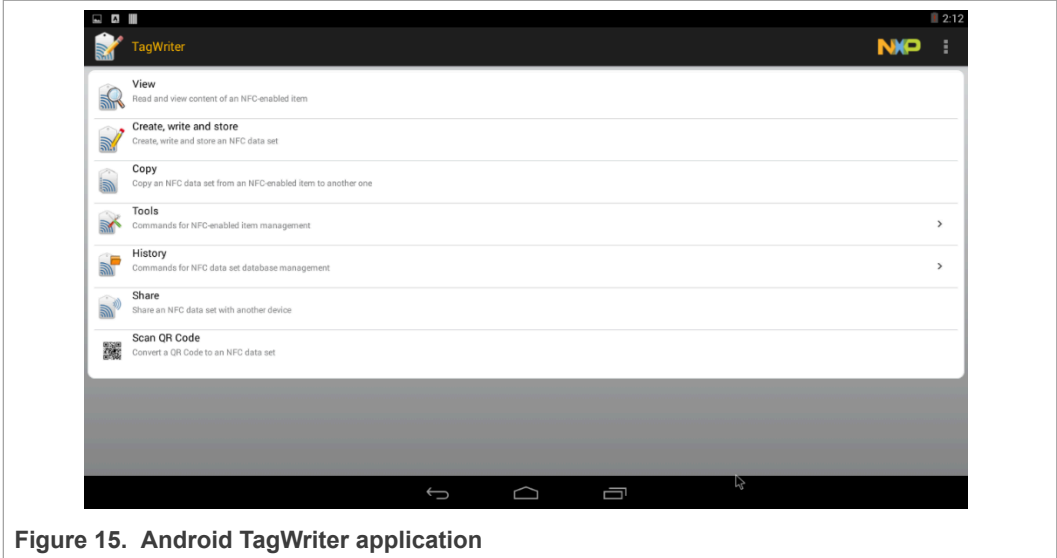 2:12
TagWriter
NXP
View
Read and view content of an NFC-enabled item
Create, write and store
Create, write and store an NFC data set
Copy
Copy an NFC data set from an NFC-enabled item to another one
Tools
Commands for NFC-enabled item management
History
Commands for NFC data set database management
Share
Share an NFC data set with another device
Scan QR Code
Convert a QR Code to an NFC data set
Figure 15. Android TagWriter application